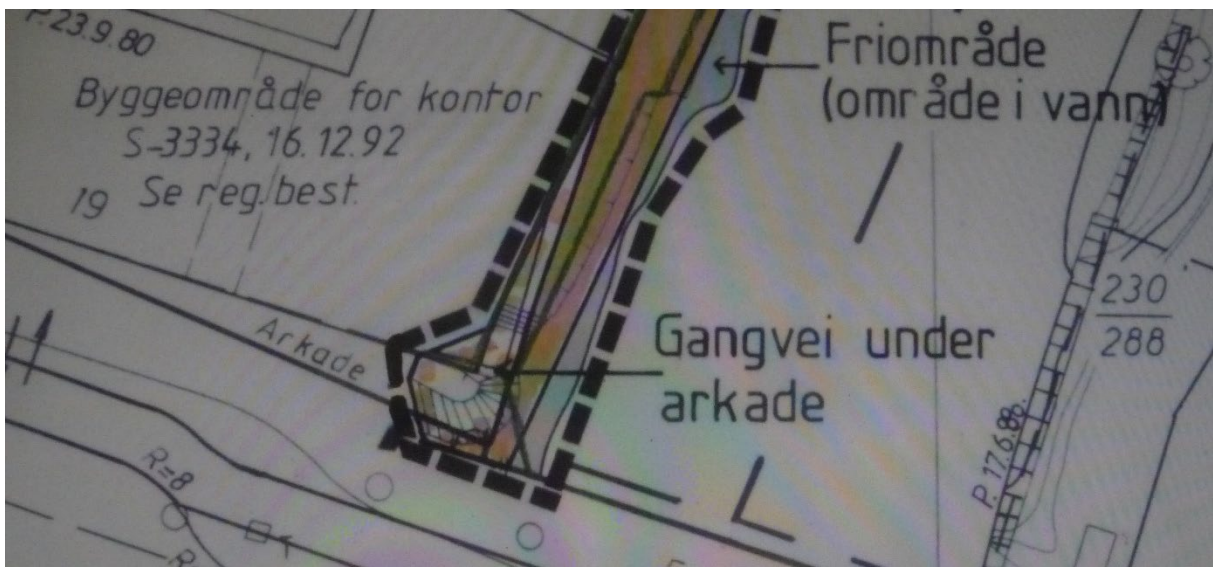 P.23.9.80
Byggeområde for kontor
S-3334, 16.12.92
Se reg.best.
19
Friområde
(område i vann)
Arkade
Gangvei under
arkade
230
288
P. 17.6.86.
R=8
R